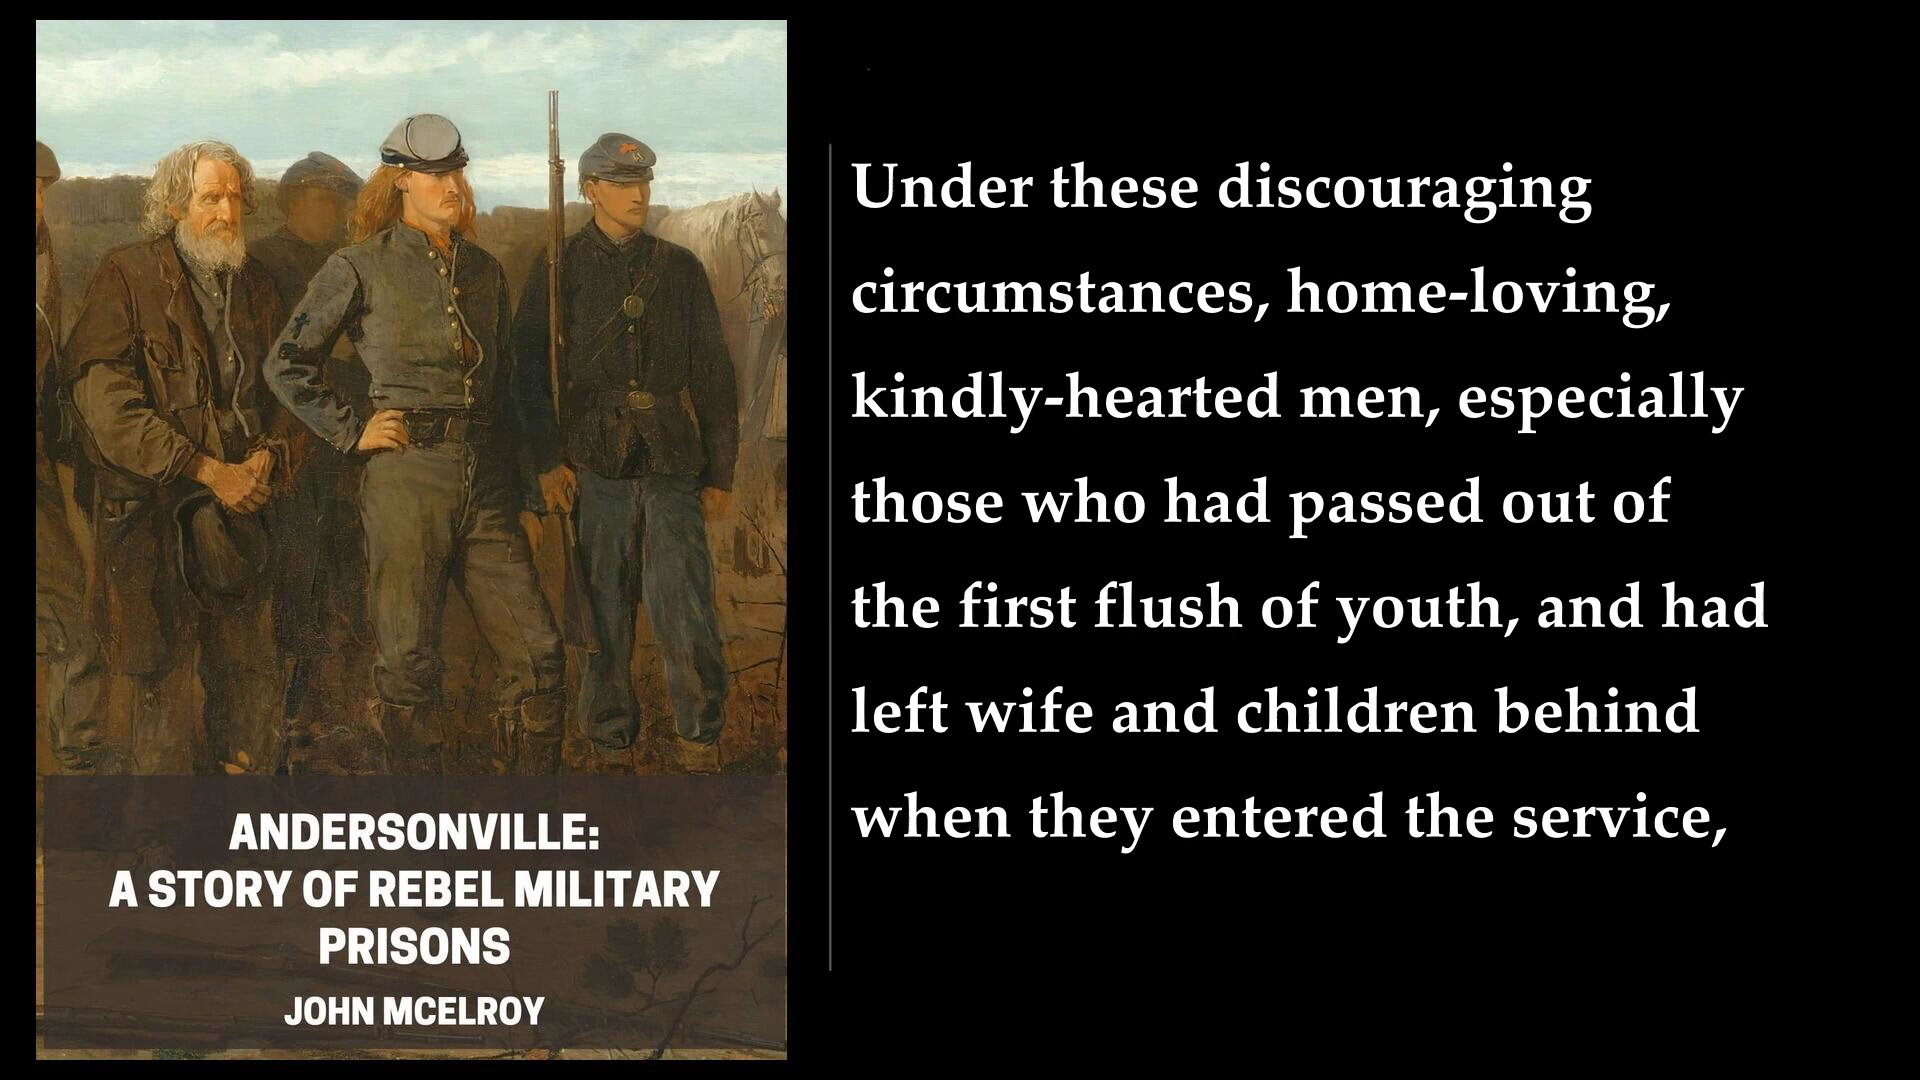 ANDERSONVILLE:
A STORY OF REBEL MILITARY
PRISONS
JOHN MCELROY
Under these discouraging
circumstances, home-loving,
kindly-hearted men, especially
those who had passed out of
the first flush of youth, and had
left wife and children behind
when they entered the service,